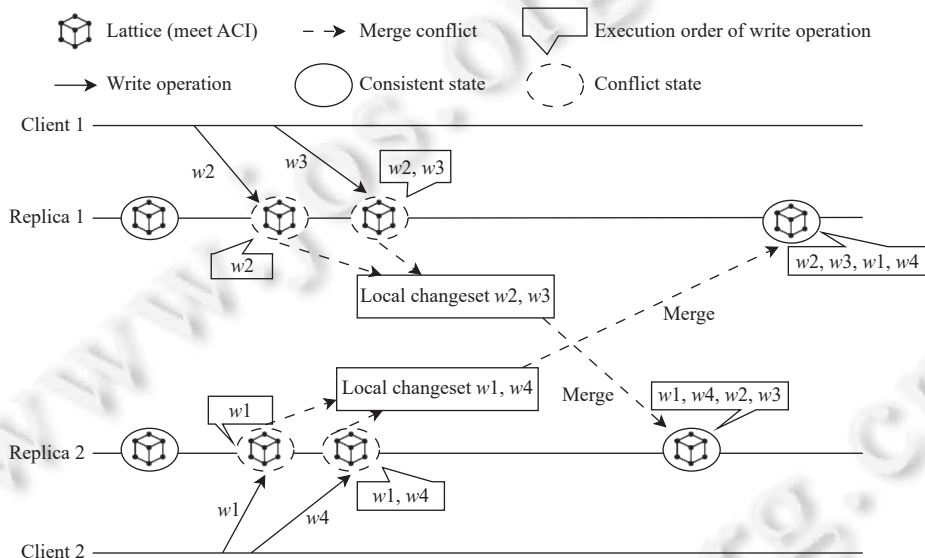 Lattice (meet ACI)
Merge conflict
Execution order of write operation
Write operation
Consistent state
Conflict state
Client 1
w2
w3
w2, w3
Replica 1
w2
w2, w3, w1, w4
Local changeset w2, w3
Merge
Local changeset w1, w4
Merge
w1, w4, w2, w3
w1
Replica 2
w1, w4
w1
w4
Client 2